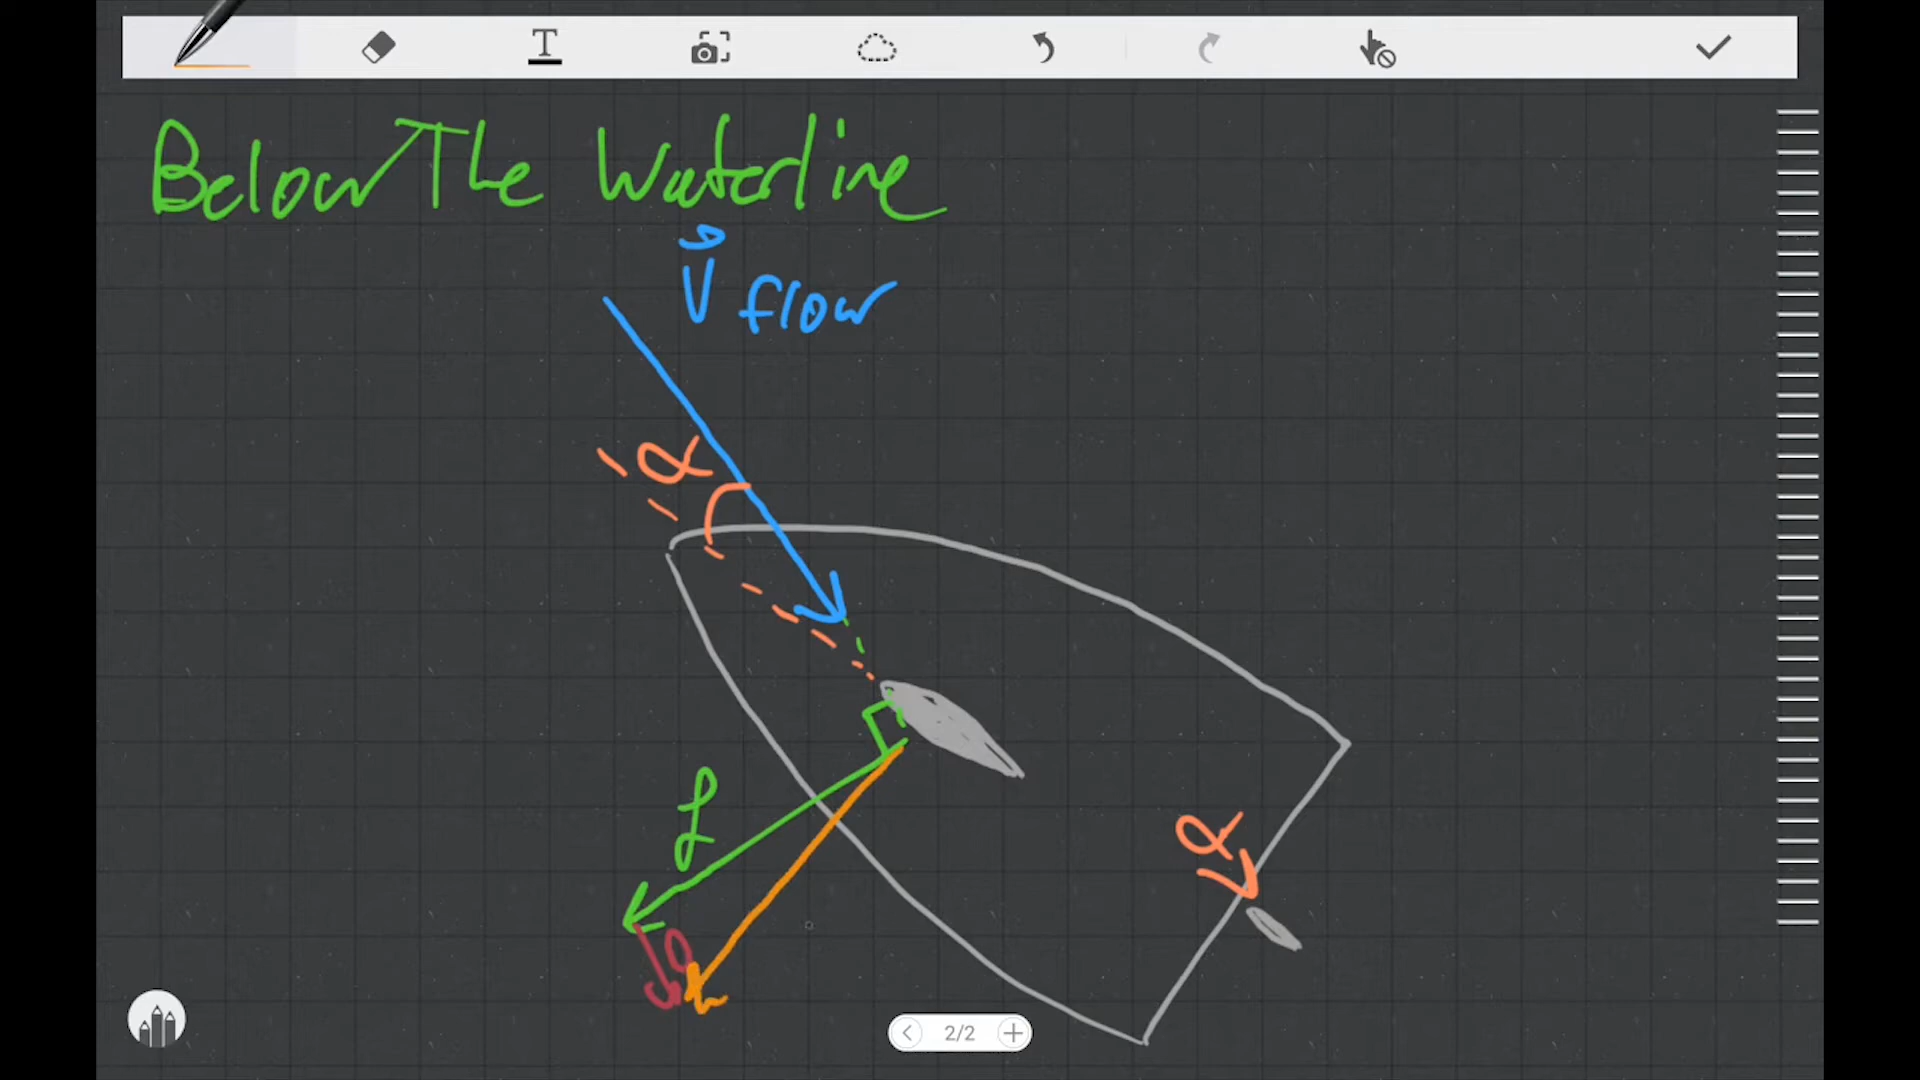 Below The Waterline
V flow
α
L
α
D
T
2/2